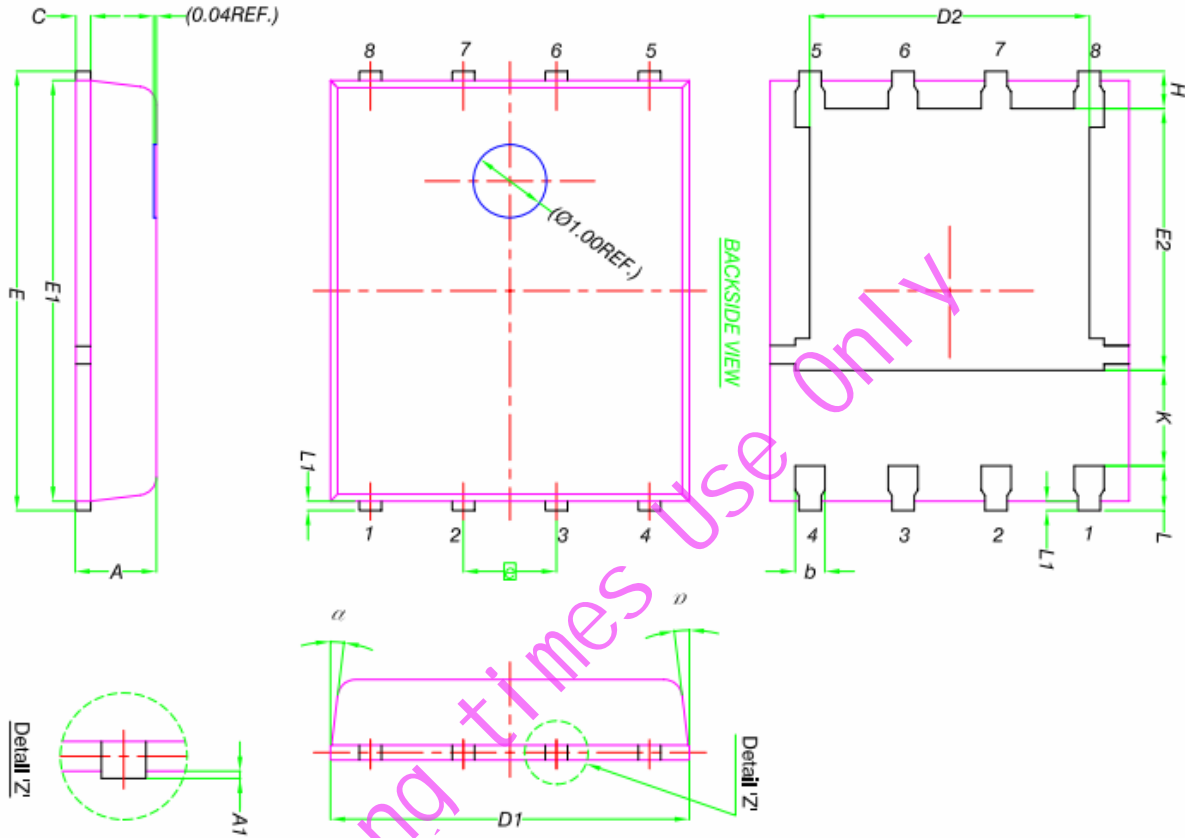 C
(0.04REF.)
E
E1
A
8 7 6 5
(Ø1.00REF.)
L1
1 2 3 4
e
BACKSIDE VIEW
D2
5 6 7 8
H
E2
K
L
L1
4 3 2 1
b
α
D1
Detail 'Z'
Detail 'Z'
A1
ng times Use Only